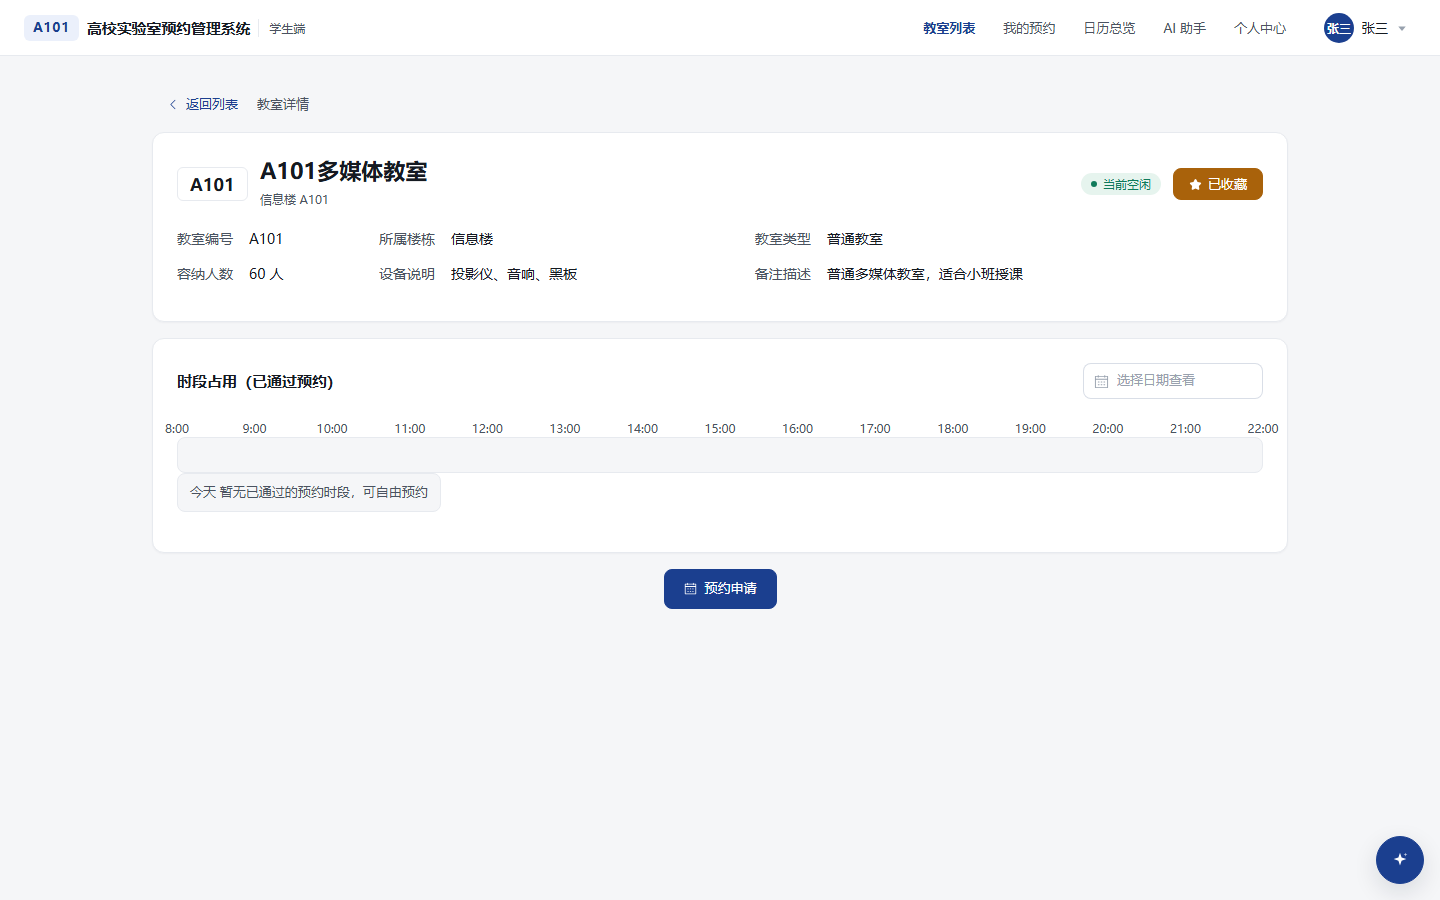 A101 高校实验室预约管理系统 学生端 教室列表 我的预约 日历总览 AI 助手 个人中心 张三 张三
返回列表 教室详情
A101 A101多媒体教室
信息楼 A101
当前空闲 已收藏
教室编号 A101 所属楼栋 信息楼 教室类型 普通教室
容纳人数 60 人 设备说明 投影仪、音响、黑板 备注描述 普通多媒体教室，适合小班授课
时段占用（已通过预约） 选择日期查看
8:00 9:00 10:00 11:00 12:00 13:00 14:00 15:00 16:00 17:00 18:00 19:00 20:00 21:00 22:00
今天 暂无已通过的预约时段，可自由预约
预约申请